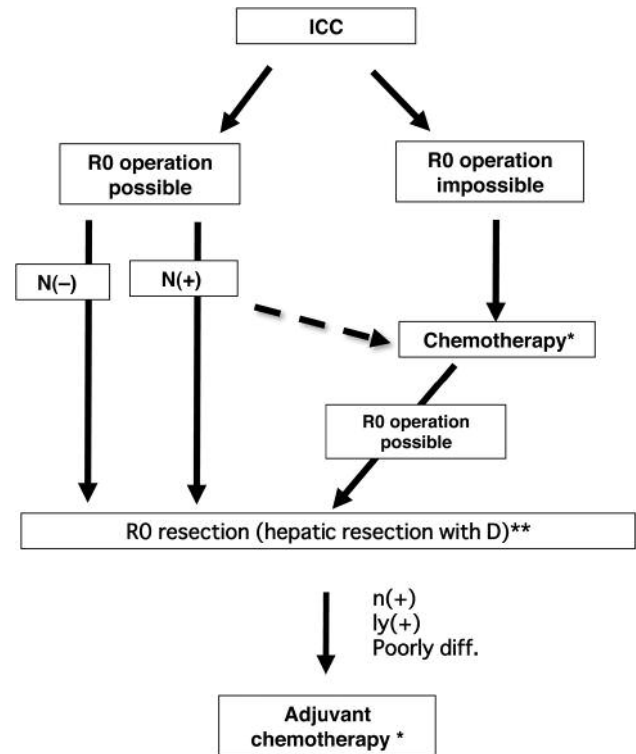 ICC
R0 operation
possible
R0 operation
impossible
N(–)
N(+)
Chemotherapy*
R0 operation
possible
R0 resection (hepatic resection with D)**
n(+)
ly(+)
Poorly diff.
Adjuvant
chemotherapy *